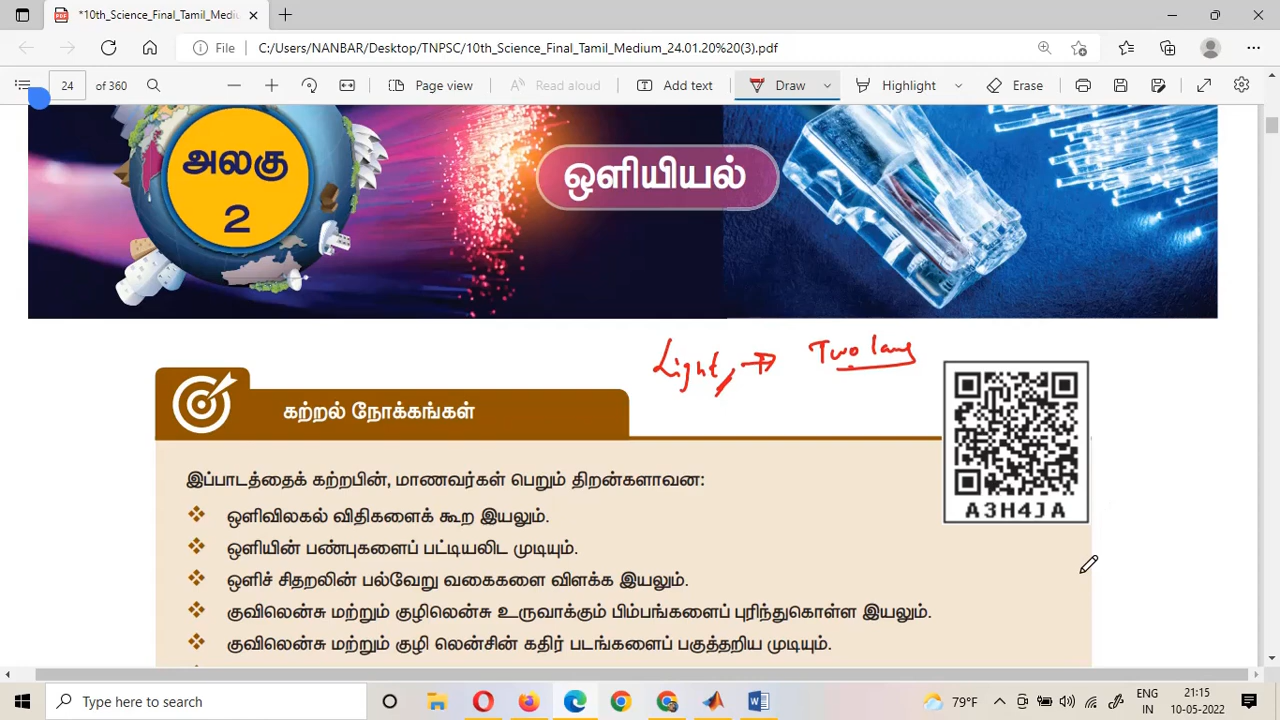 *10th_Science_Final_Tamil_Medi
File C:/Users/NANBAR/Desktop/TNPSC/10th_Science_Final_Tamil_Medium_24.01.20%20(3).pdf
24 of 360 Page view Read aloud Add text Draw Highlight Erase
அலகு
2
ஒளியியல்
Light Two laws
கற்றல் நோக்கங்கள்
இப்பாடத்தைக் கற்றபின், மாணவர்கள் பெறும் திறன்களாவன:
ஒளிவிலகல் விதிகளைக் கூற இயலும்.
ஒளியின் பண்புகளைப் பட்டியலிட முடியும்.
ஒளிச் சிதறலின் பல்வேறு வகைகளை விளக்க இயலும்.
குவிலென்சு மற்றும் குழிலென்சு உருவாக்கும் பிம்பங்களைப் புரிந்துகொள்ள இயலும்.
குவிலென்சு மற்றும் குழி லென்சின் கதிர் படங்களைப் பகுத்தறிய முடியும்.
A3H4JA
Type here to search
79°F
ENG
IN
21:15
10-05-2022